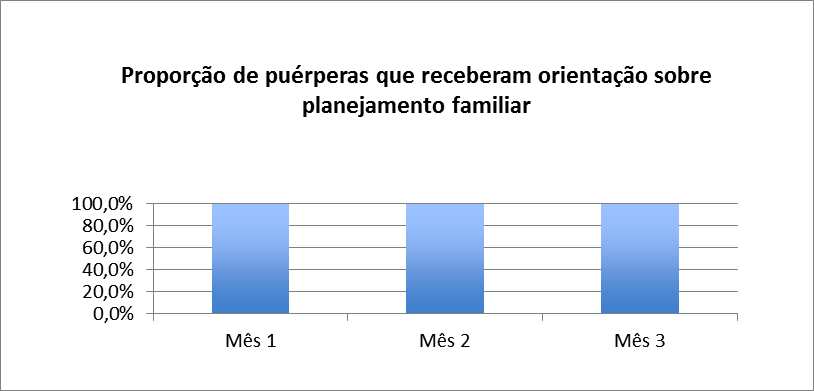 Proporção de puérperas que receberam orientação sobre
planejamento familiar
100,0%
80,0%
60,0%
40,0%
20,0%
0,0%
Mês 1 Mês 2 Mês 3